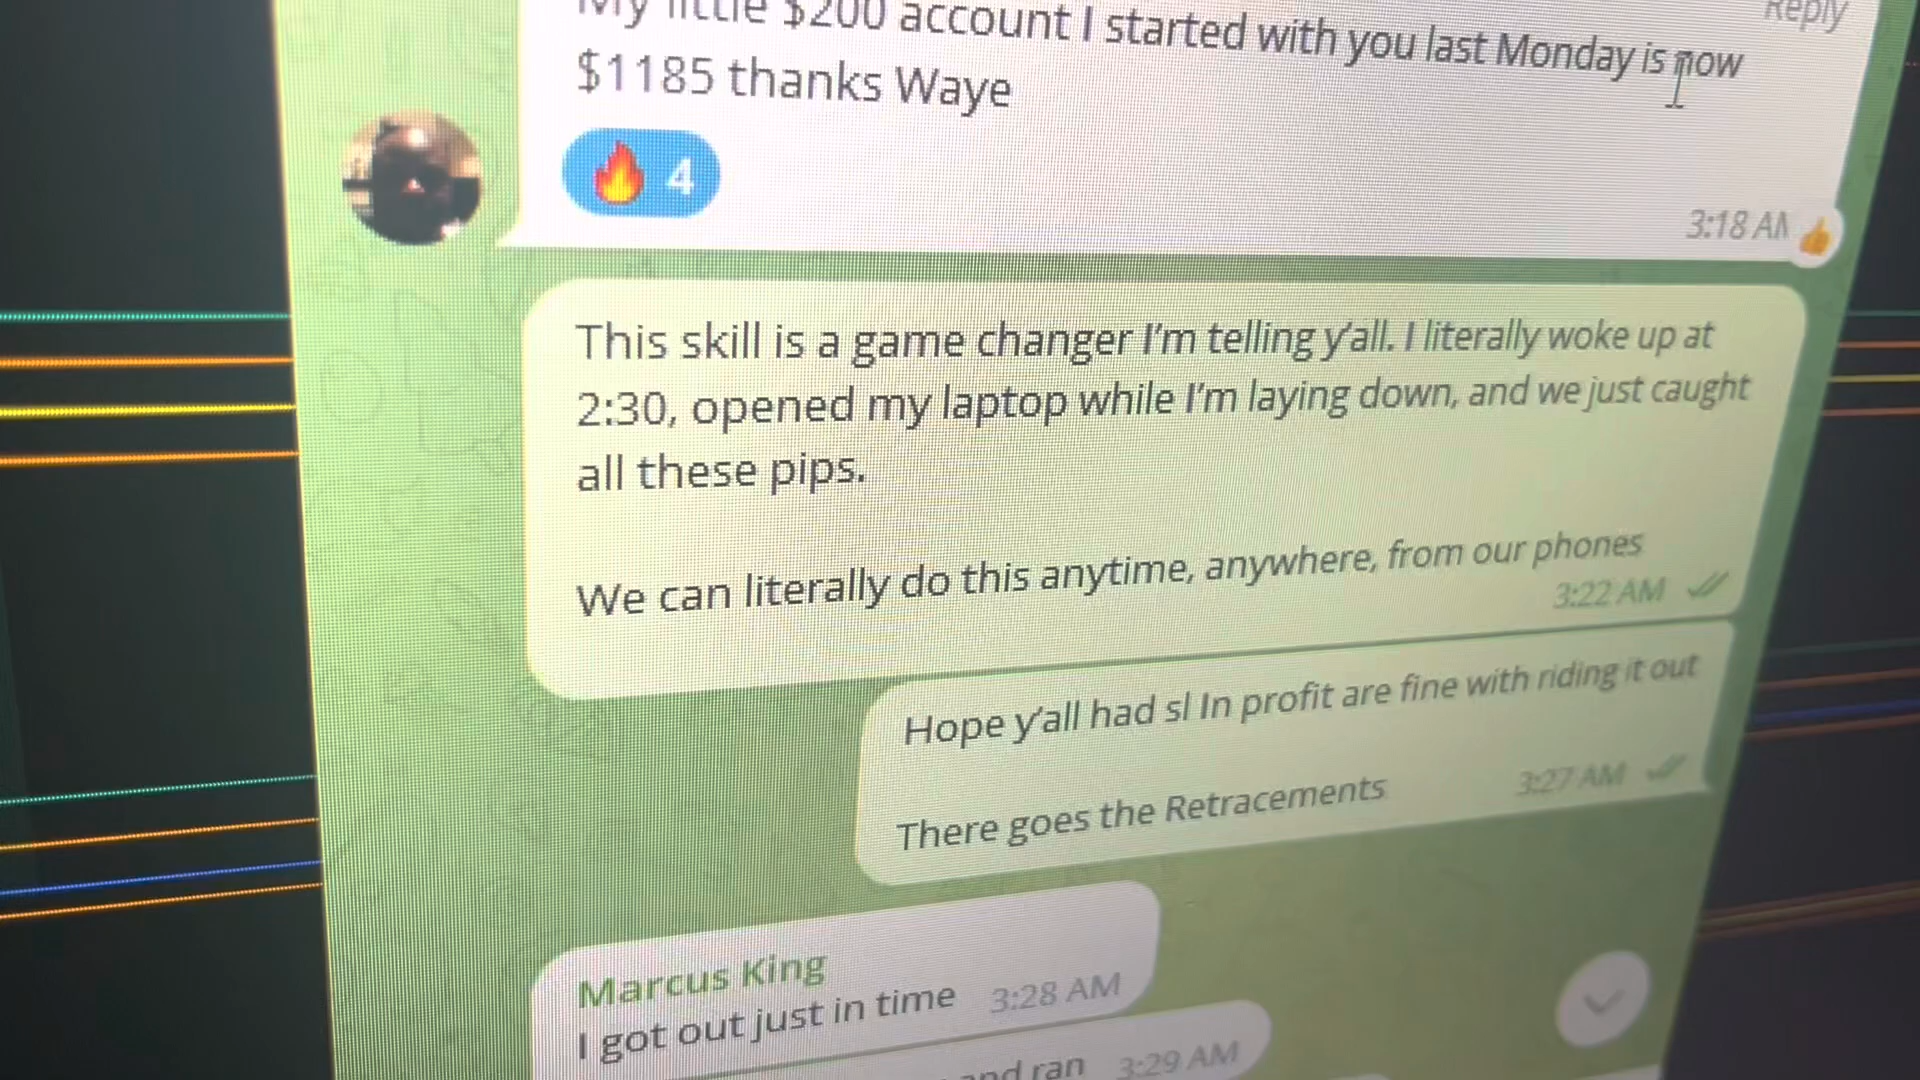 My little $200 account I started with you last Monday is now
$1185 thanks Waye
Reply
🔥 4
3:18 AM 👍
This skill is a game changer I'm telling y'all. I literally woke up at
2:30, opened my laptop while I'm laying down, and we just caught
all these pips.
We can literally do this anytime, anywhere, from our phones
3:22 AM
Hope y'all had sl In profit are fine with riding it out
There goes the Retracements
3:27 AM
Marcus King
I got out just in time 3:28 AM
and ran 3:29 AM